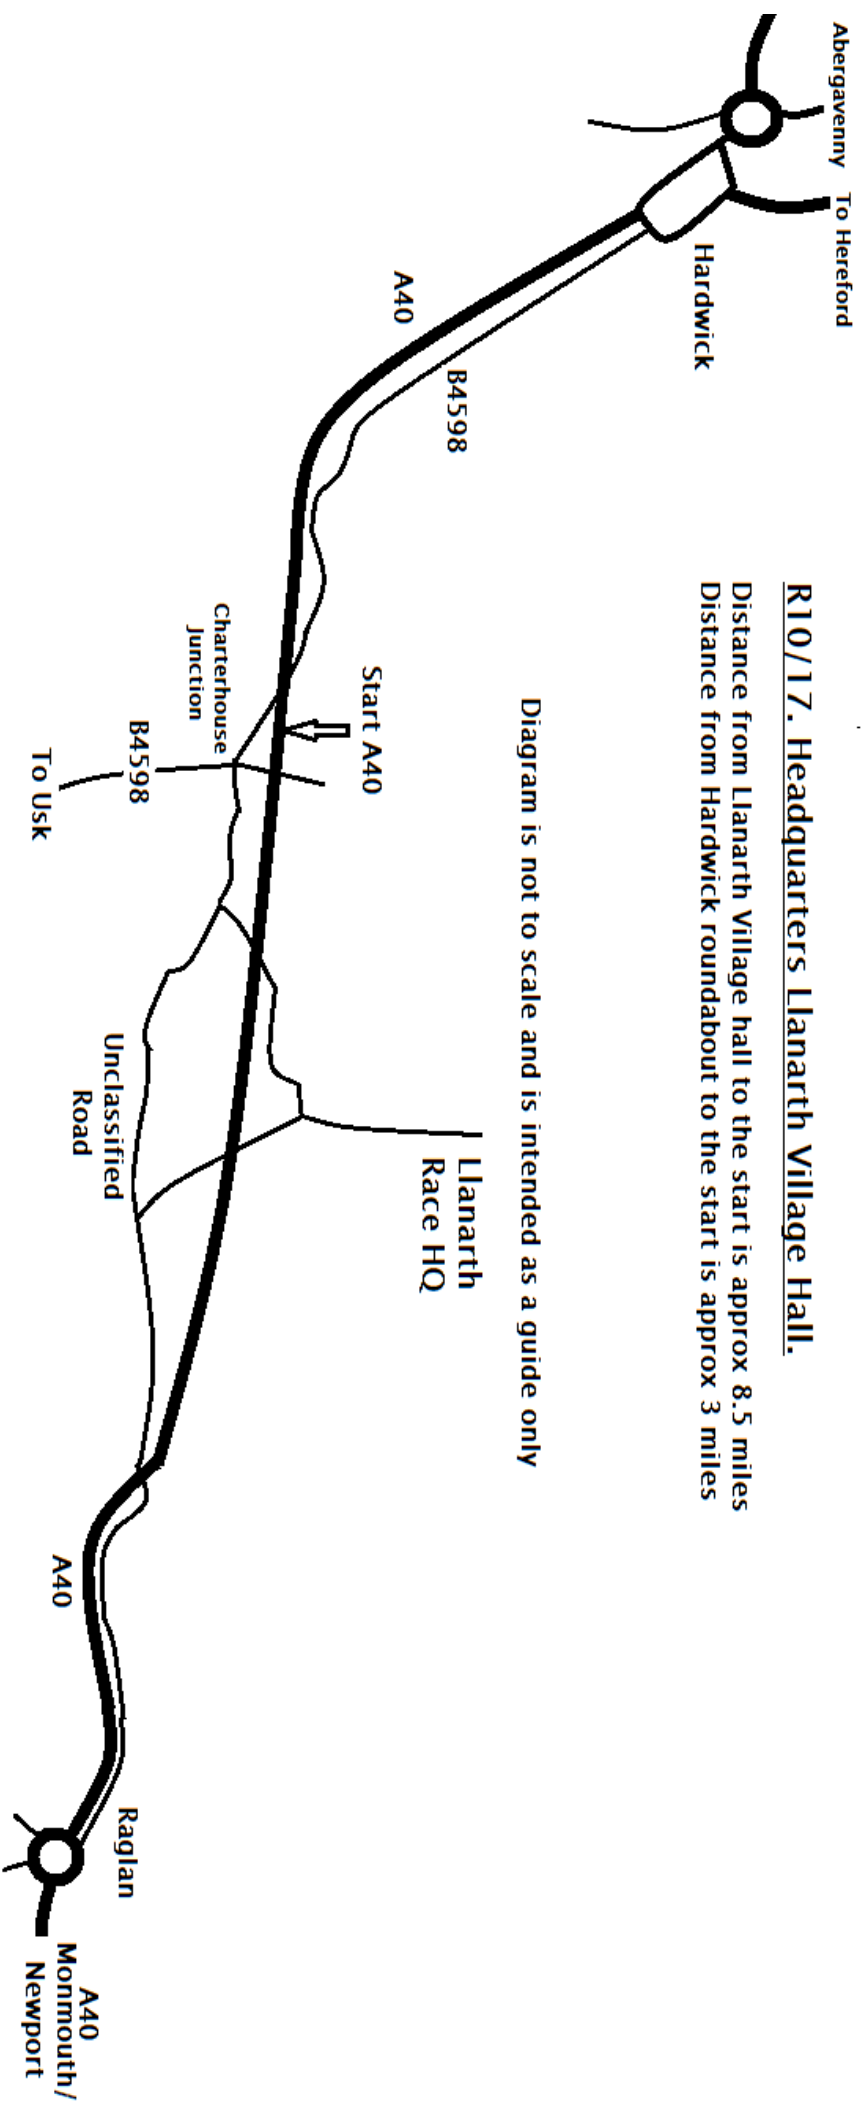 R10/17. Headquarters Llanarth Village Hall.
Distance from Llanarth Village hall to the start is approx 8.5 miles
Distance from Hardwick roundabout to the start is approx 3 miles
Diagram is not to scale and is intended as a guide only
Abergavenny
To Hereford
Hardwick
A40
B4598
Start A40
Charterhouse
Junction
B4598
To Usk
Llanarth
Race HQ
Unclassified
Road
A40
Raglan
A40
Monmouth/
Newport